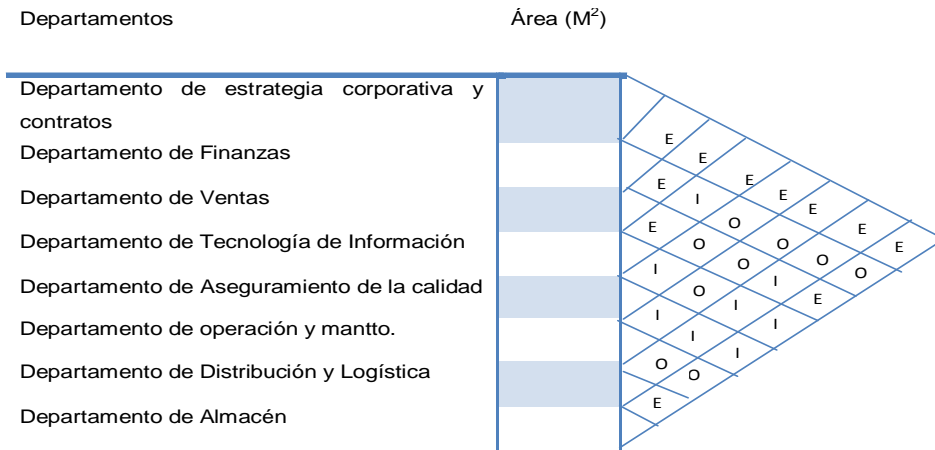 Departamentos Área (M²)
Departamento de estrategia corporativa y
contratos
Departamento de Finanzas
Departamento de Ventas
Departamento de Tecnología de Información
Departamento de Aseguramiento de la calidad
Departamento de operación y mantto.
Departamento de Distribución y Logística
Departamento de Almacén
E
E
E E
E I E E
E O O E E
I O O O
O I E
I I I
I
O O
E